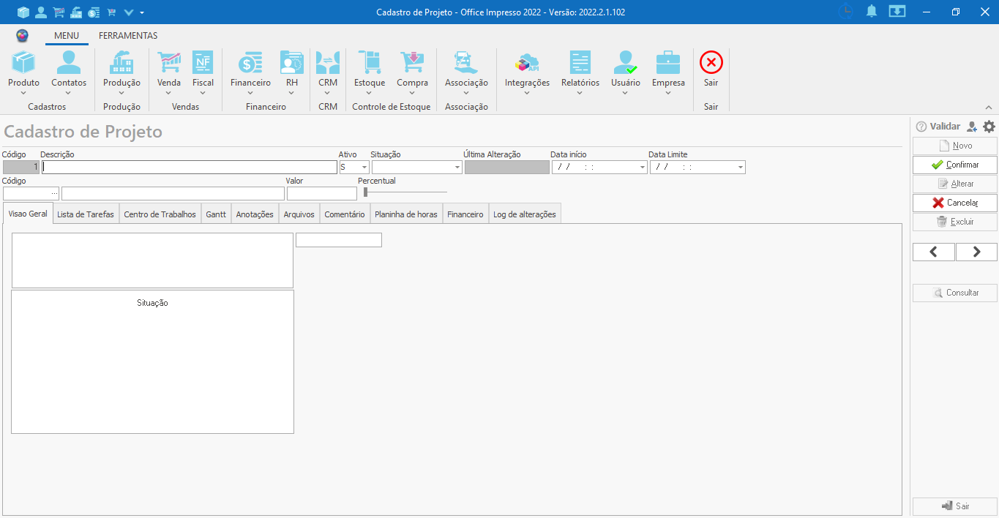 Cadastro de Projeto - Office Impresso 2022 - Versão: 2022.2.1.102
MENU FERRAMENTAS
Produto Contatos Produção Venda Fiscal Financeiro RH CRM Estoque Compra Associação Integrações Relatórios Usuário Empresa Sair
NF
API
Cadastros Produção Vendas Financeiro CRM Controle de Estoque Associação Sair
Cadastro de Projeto
Código Descrição Ativo Situação Última Alteração Data início Data Limite
1 S / / : : / / : :
Código Valor Percentual
...
Visao Geral Lista de Tarefas Centro de Trabalhos Gantt Anotações Arquivos Comentário Planinha de horas Financeiro Log de alterações
Situação
Validar
Novo
Confirmar
Alterar
Cancelar
Excluir
Consultar
Sair